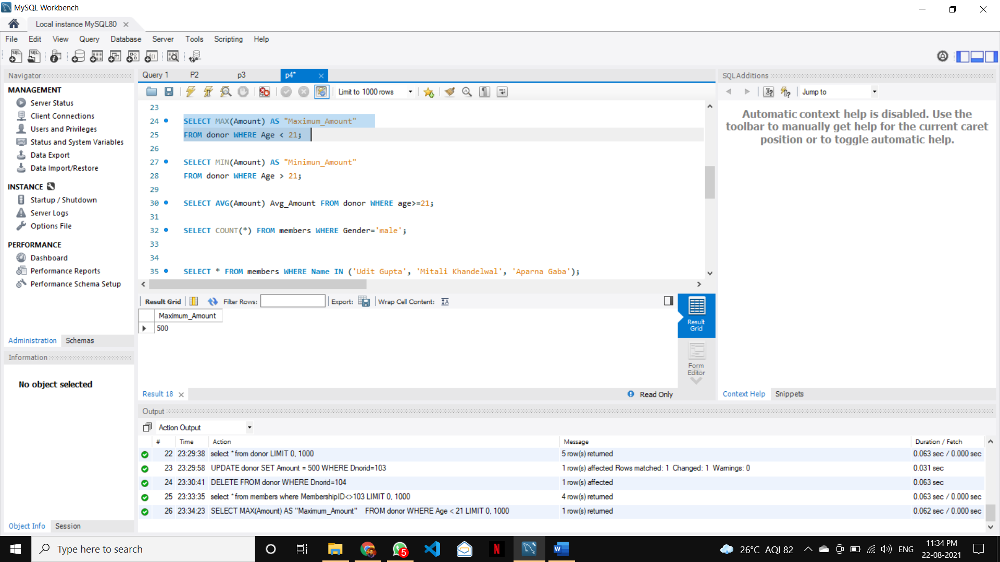 MySQL Workbench
Local instance MySQL80
File Edit View Query Database Server Tools Scripting Help
Navigator
MANAGEMENT
Server Status
Client Connections
Users and Privileges
Status and System Variables
Data Export
Data Import/Restore
INSTANCE
Startup / Shutdown
Server Logs
Options File
PERFORMANCE
Dashboard
Performance Reports
Performance Schema Setup
Administration Schemas
Information
No object selected
Object Info Session
Query 1 P2 p3 p4*
Limit to 1000 rows
23
24 SELECT MAX(Amount) AS "Maximum_Amount"
25 FROM donor WHERE Age < 21;
26
27 SELECT MIN(Amount) AS "Minimun_Amount"
28 FROM donor WHERE Age > 21;
29
30 SELECT AVG(Amount) Avg_Amount FROM donor WHERE age>=21;
31
32 SELECT COUNT(*) FROM members WHERE Gender='male';
33
34
35 SELECT * FROM members WHERE Name IN ('Udit Gupta', 'Mitali Khandelwal', 'Aparna Gaba');
Result Grid Filter Rows: Export: Wrap Cell Content:
Maximum_Amount
500
Result Grid
Form Editor
Result 18 Read Only
SQLAdditions
Jump to
Automatic context help is disabled. Use the
toolbar to manually get help for the current caret
position or to toggle automatic help.
Context Help Snippets
Output
Action Output
# Time Action Message Duration / Fetch
22 23:29:38 select * from donor LIMIT 0, 1000 5 row(s) returned 0.063 sec / 0.000 sec
23 23:29:58 UPDATE donor SET Amount = 500 WHERE Dnorid=103 1 row(s) affected Rows matched: 1 Changed: 1 Warnings: 0 0.031 sec
24 23:30:41 DELETE FROM donor WHERE Dnorid=104 1 row(s) affected 0.063 sec
25 23:33:35 select * from members where MembershipID<>103 LIMIT 0, 1000 4 row(s) returned 0.063 sec / 0.000 sec
26 23:34:23 SELECT MAX(Amount) AS "Maximum_Amount" FROM donor WHERE Age < 21 LIMIT 0, 1000 1 row(s) returned 0.062 sec / 0.000 sec
Type here to search
5
26°C AQI 82
ENG
11:34 PM
22-08-2021